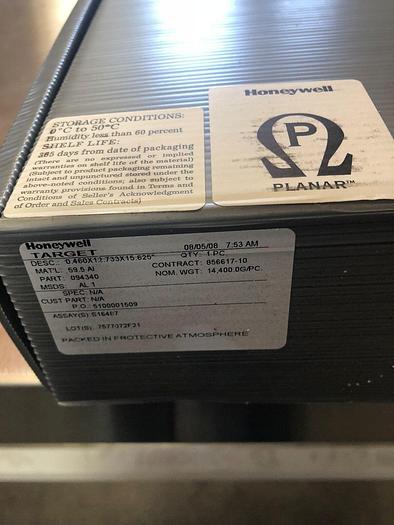 STORAGE CONDITIONS:
0°C to 50°C
Humidity less than 60 percent
SHELF LIFE:
365 days from date of packaging
(There are no expressed or implied
warranties on shelf life of the material)
(Subject to product packaging remaining
intact and unpunctured stored under the
above-noted conditions; also subject to
warranty provisions found in Terms and
Conditions of Seller's Acknowledgment
of Order and Sales Contracts)
Honeywell
P
PLANAR™
Honeywell 08/05/08 7:53 AM
TARGET QTY: 1 PC
DESC.: 0.460X12.733X15.625" CONTRACT: 856617-10
MAT'L: 59.5 Al NOM. WGT: 14,400.0G/PC.
PART: 094340
MSDS: AL 1
SPEC: N/A
CUST PART: N/A
P.O.: 5100001509
ASSAY(S): S16487
LOT(S): 7577072F21
PACKED IN PROTECTIVE ATMOSPHERE